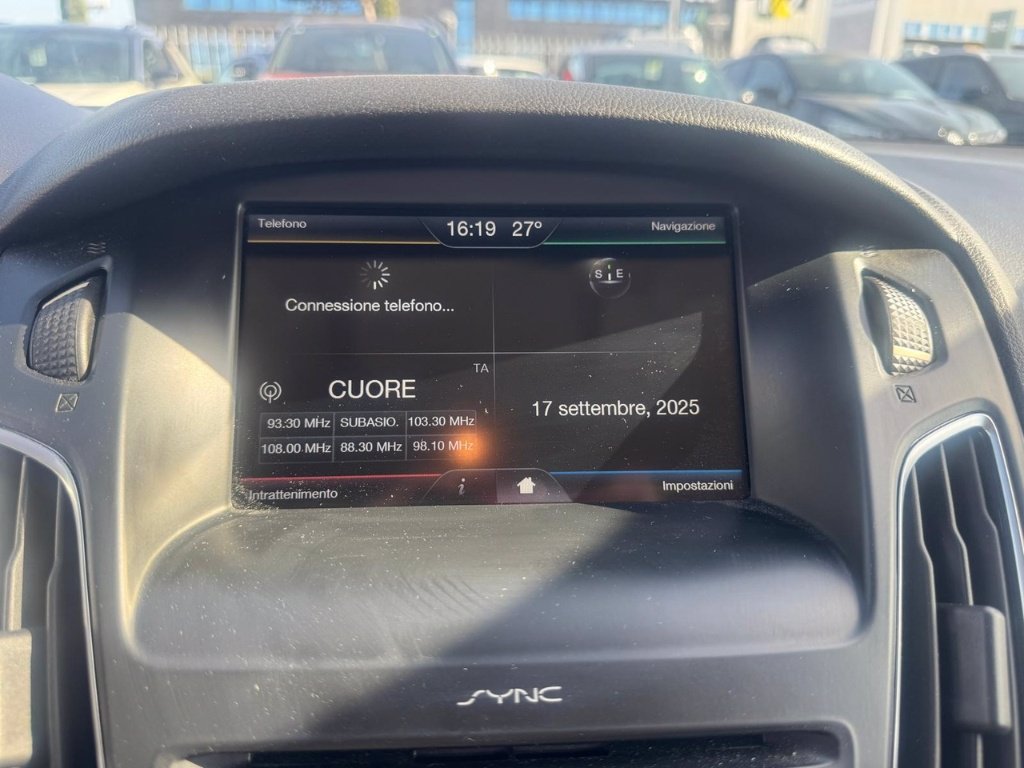 Telefono
16:19 27°
Navigazione
Connessione telefono...
S E
TA
CUORE
93.30 MHz SUBASIO. 103.30 MHz
108.00 MHz 88.30 MHz 98.10 MHz
17 settembre, 2025
Intrattenimento
i
Impostazioni
SYNC